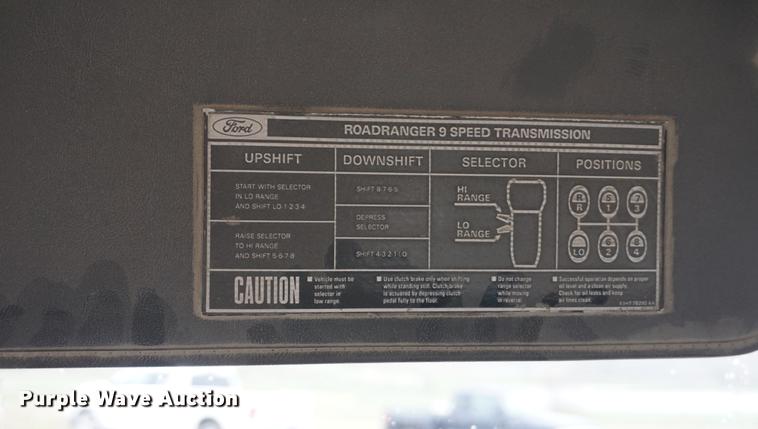 Ford
ROADRANGER 9 SPEED TRANSMISSION
UPSHIFT
START WITH SELECTOR
IN LO RANGE
AND SHIFT LO-1-2-3-4
RAISE SELECTOR
TO HI RANGE
AND SHIFT 5-6-7-8
DOWNSHIFT
SHIFT 8-7-6-5
DEPRESS
SELECTOR
SHIFT 4-3-2-1-LO
SELECTOR
HI
RANGE
LO
RANGE
POSITIONS
R 5 7
R 1 3
6 8
LO 2 4
CAUTION
■ Vehicle must be
started with
selector in
low range.
■ Use clutch brake only when shifting
while standing still. Clutch brake
is actuated by depressing clutch
pedal fully to the floor.
■ Do not change
range selector
while moving
in reverse.
■ Successful operation depends on proper
oil level and a clean air supply.
Check for oil leaks and keep
air lines clean.
Purple Wave Auction